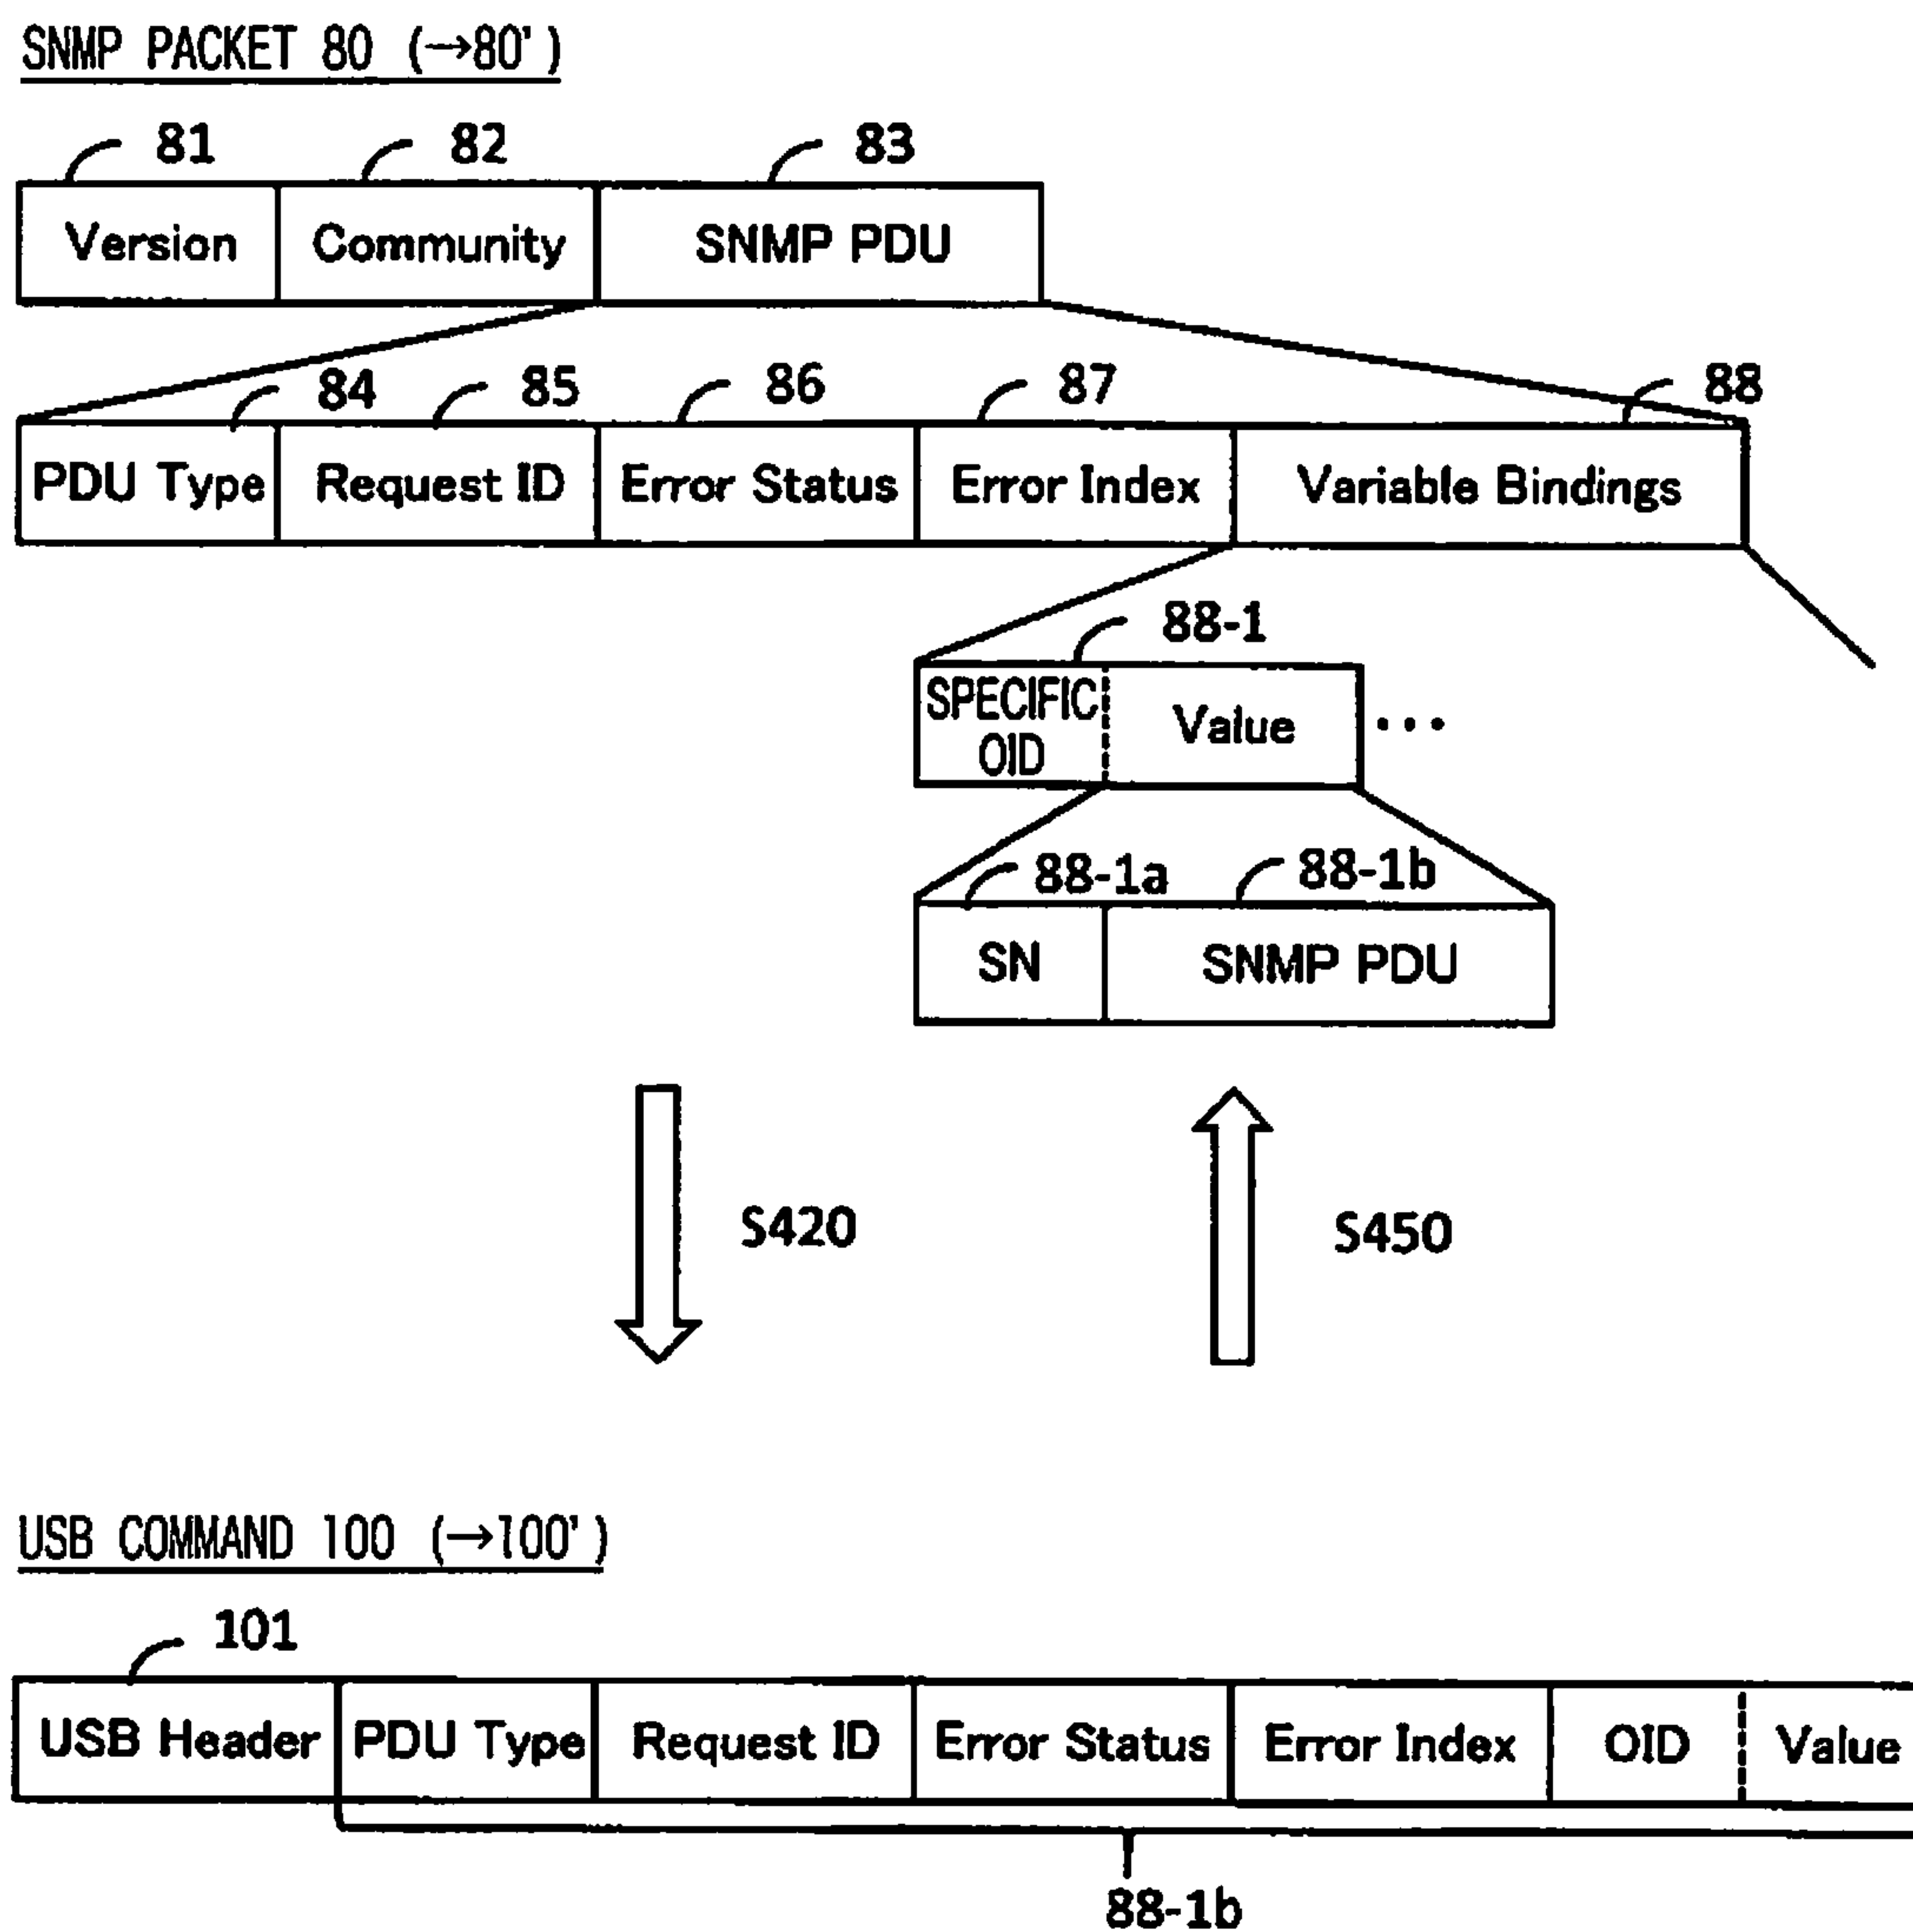 SNMP PACKET 80 (→80')
81 82 83
Version Community SNMP PDU
84 85 86 87 88
PDU Type Request ID Error Status Error Index Variable Bindings
88-1
SPECIFIC OID Value ...
88-1a 88-1b
SN SNMP PDU
S420 S450
USB COMMAND 100 (→100')
101
USB Header PDU Type Request ID Error Status Error Index OID Value
88-1b